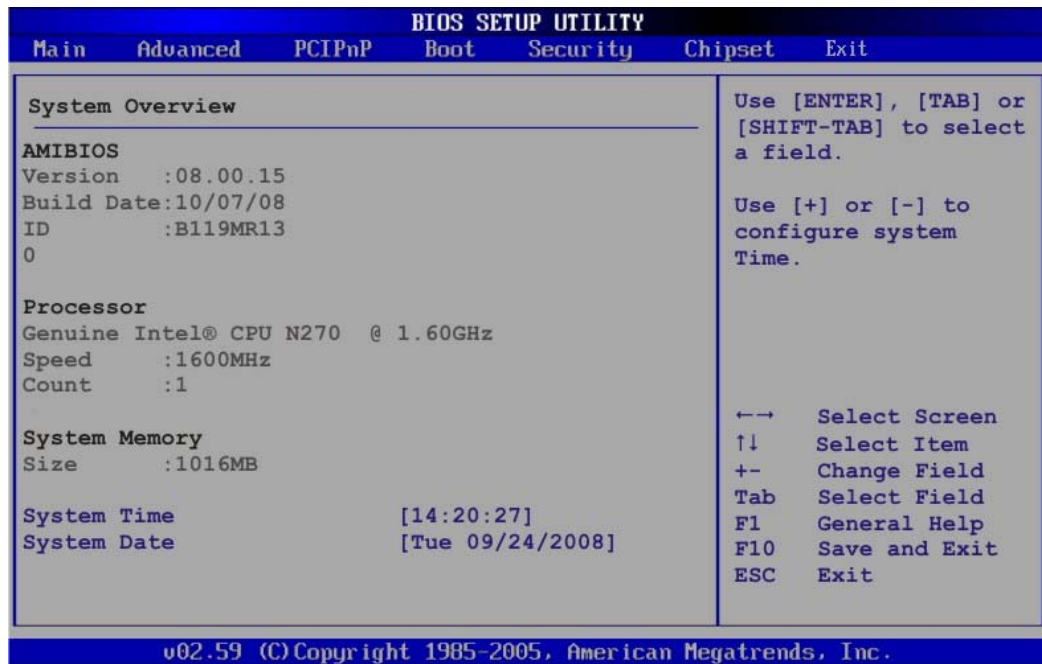 BIOS SETUP UTILITY
Main Advanced PCIPnP Boot Security Chipset Exit
System Overview
AMIBIOS
Version :08.00.15
Build Date:10/07/08
ID :B119MR13
0
Processor
Genuine Intel® CPU N270 @ 1.60GHz
Speed :1600MHz
Count :1
System Memory
Size :1016MB
System Time [14:20:27]
System Date [Tue 09/24/2008]
Use [ENTER], [TAB] or
[SHIFT-TAB] to select
a field.
Use [+] or [-] to
configure system
Time.
←→ Select Screen
↑↓ Select Item
+- Change Field
Tab Select Field
F1 General Help
F10 Save and Exit
ESC Exit
v02.59 (C)Copyright 1985-2005, American Megatrends, Inc.